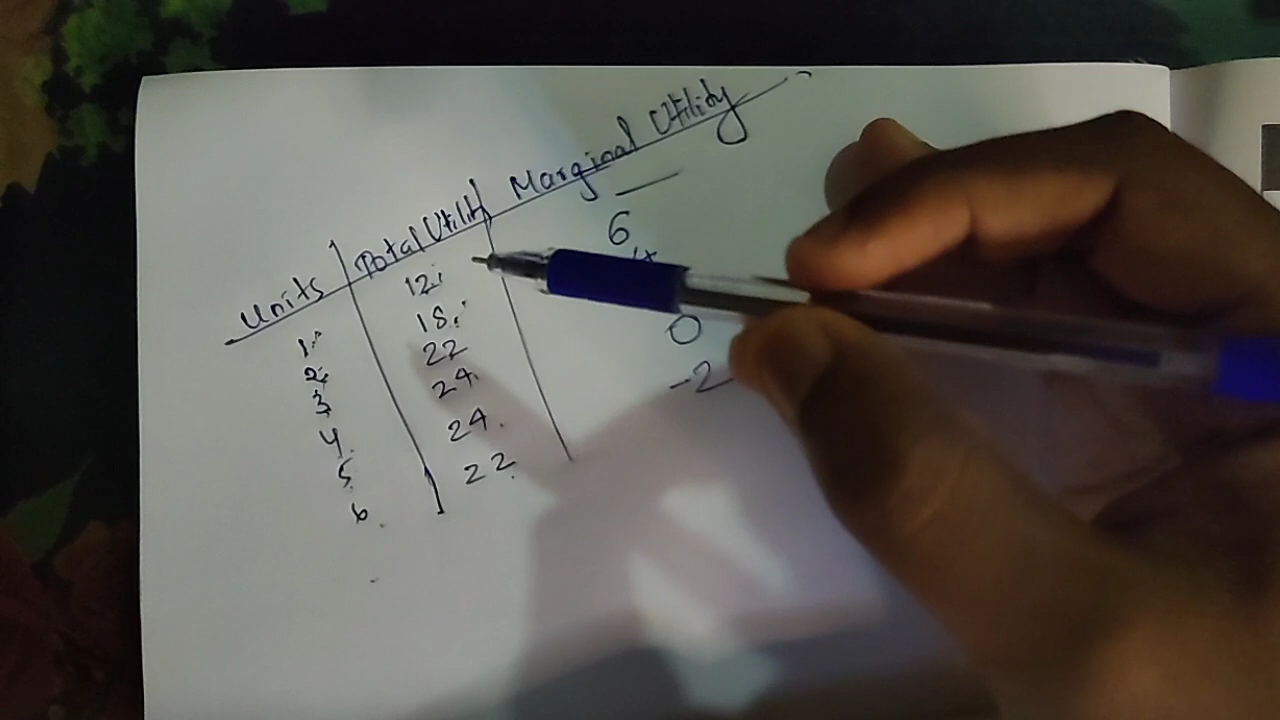 Units Total Utility Marginal Utility
1. 12. —
2. 18. 6
3. 22 4
4. 24.
5. 24. 0
6. 22. -2